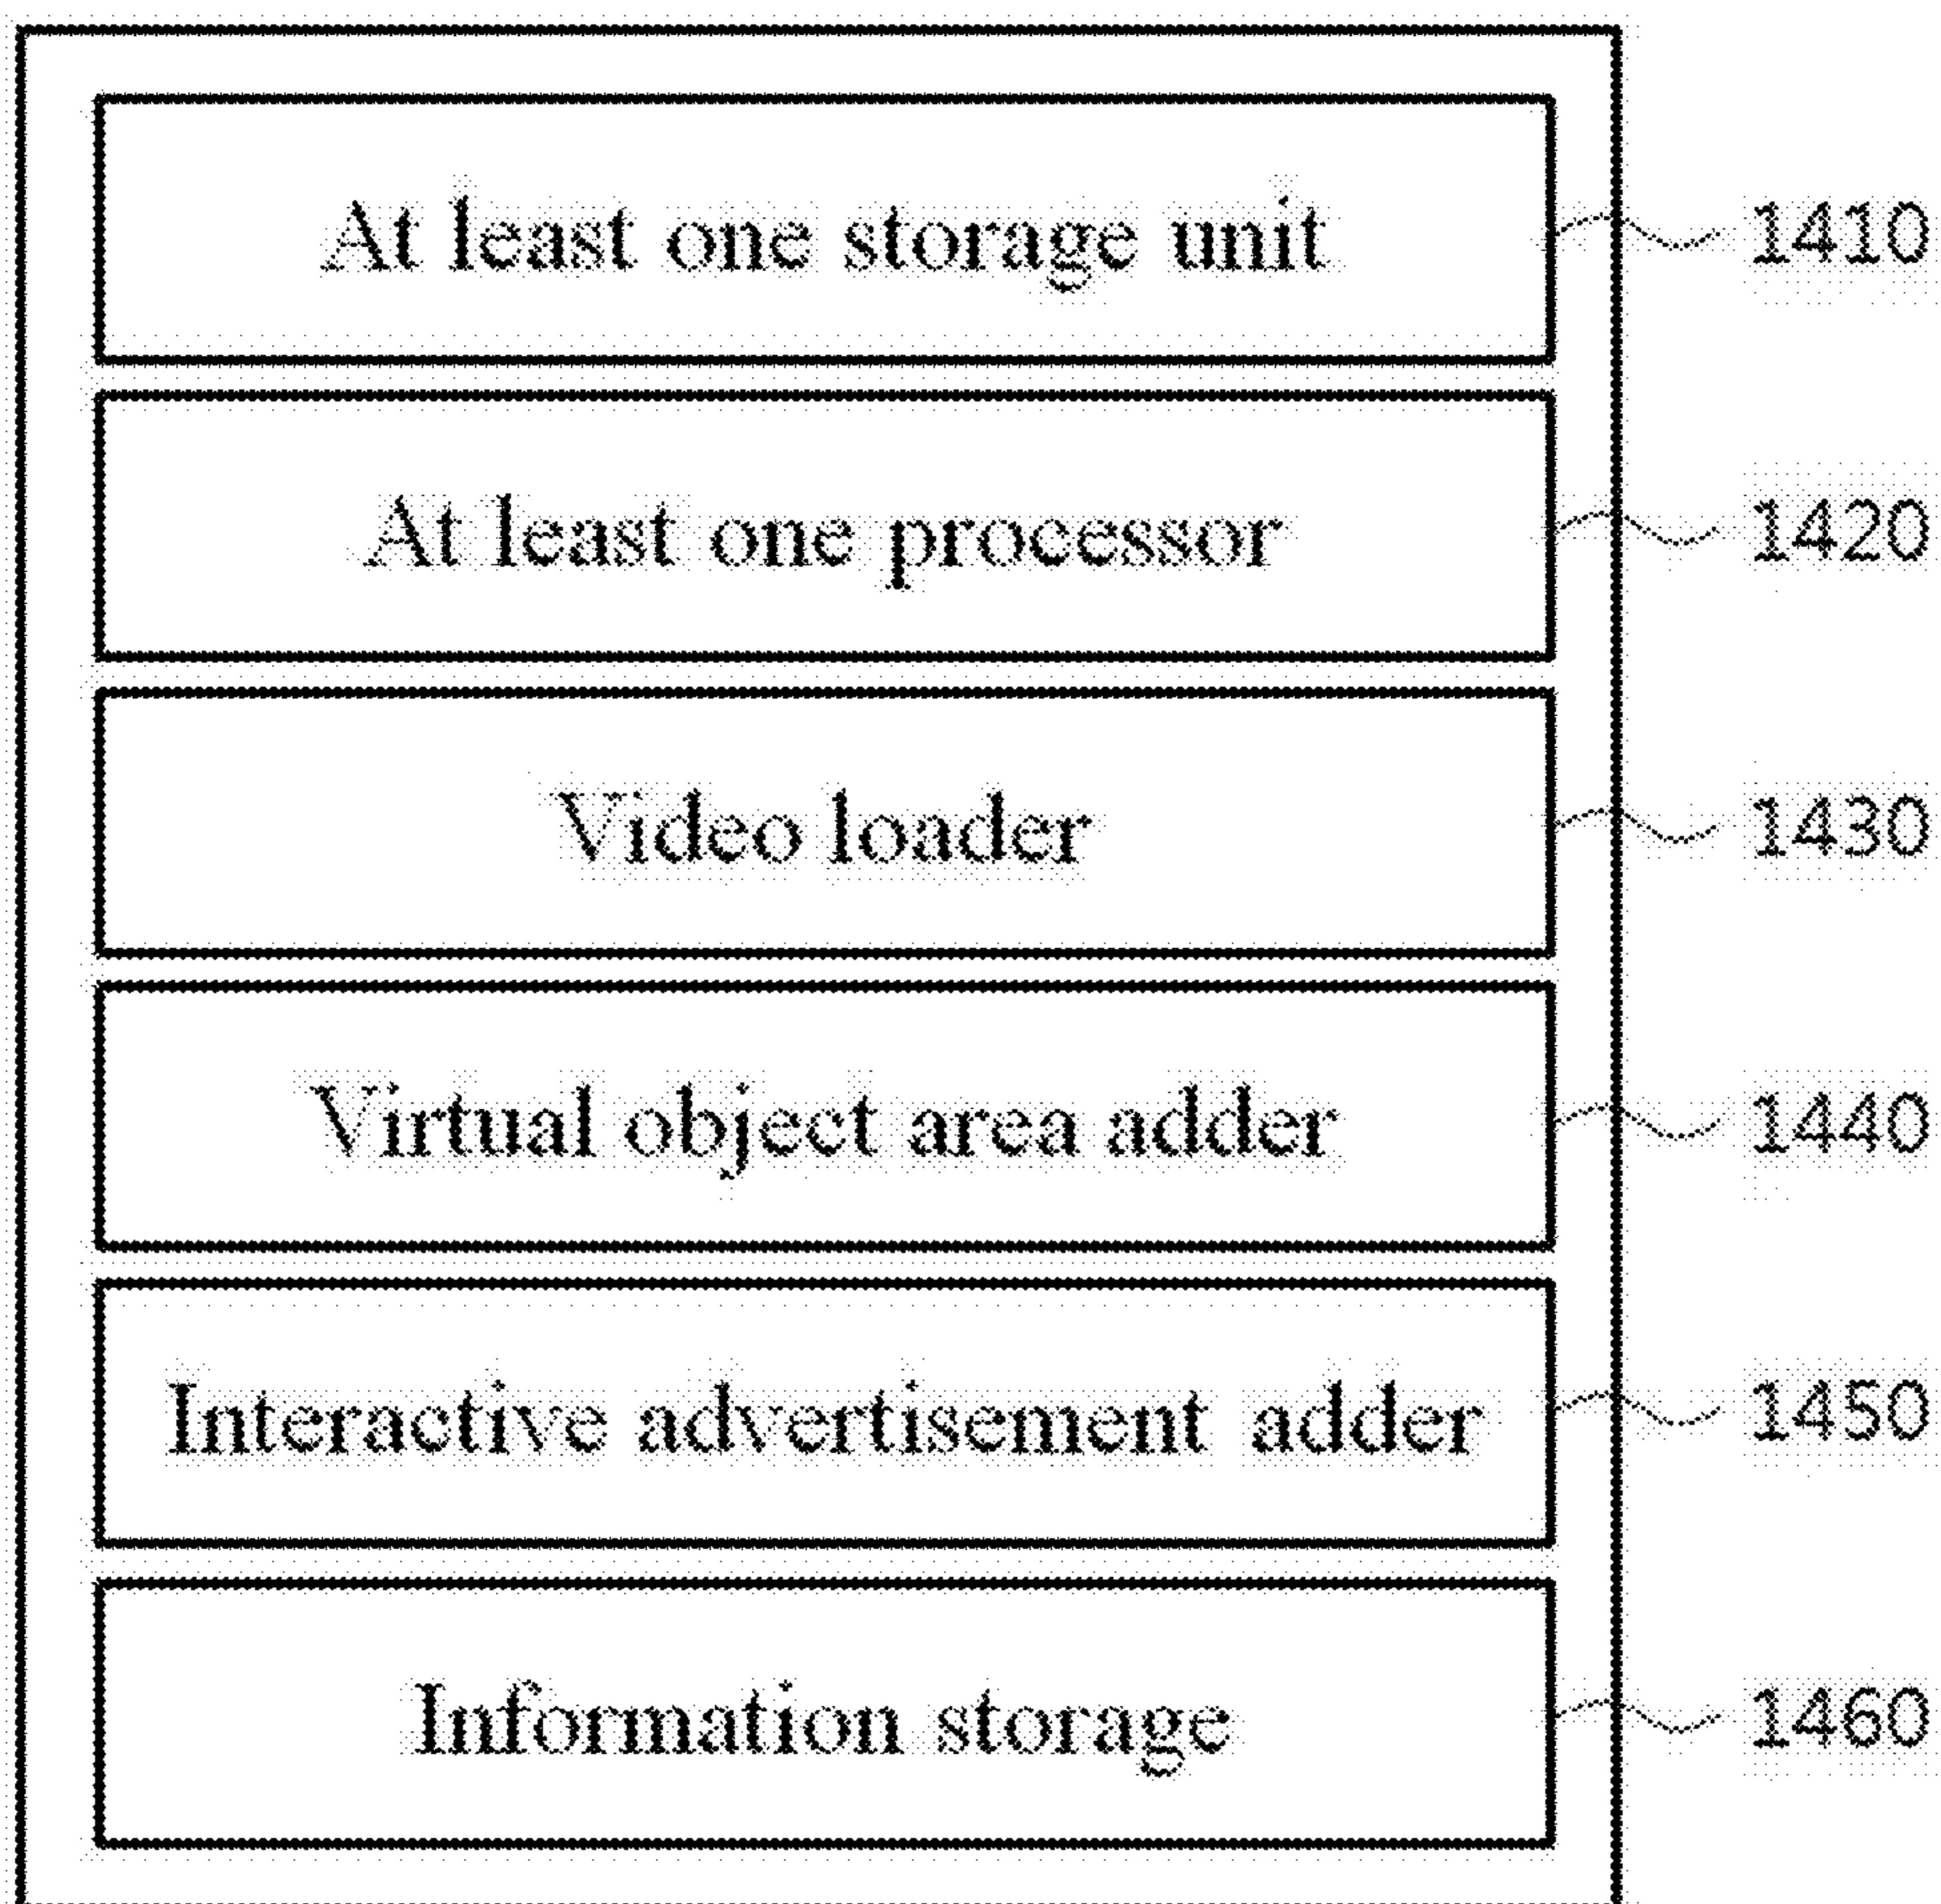 At least one storage unit 1410
At least one processor 1420
Video loader 1430
Virtual object area adder 1440
Interactive advertisement adder 1450
Information storage 1460